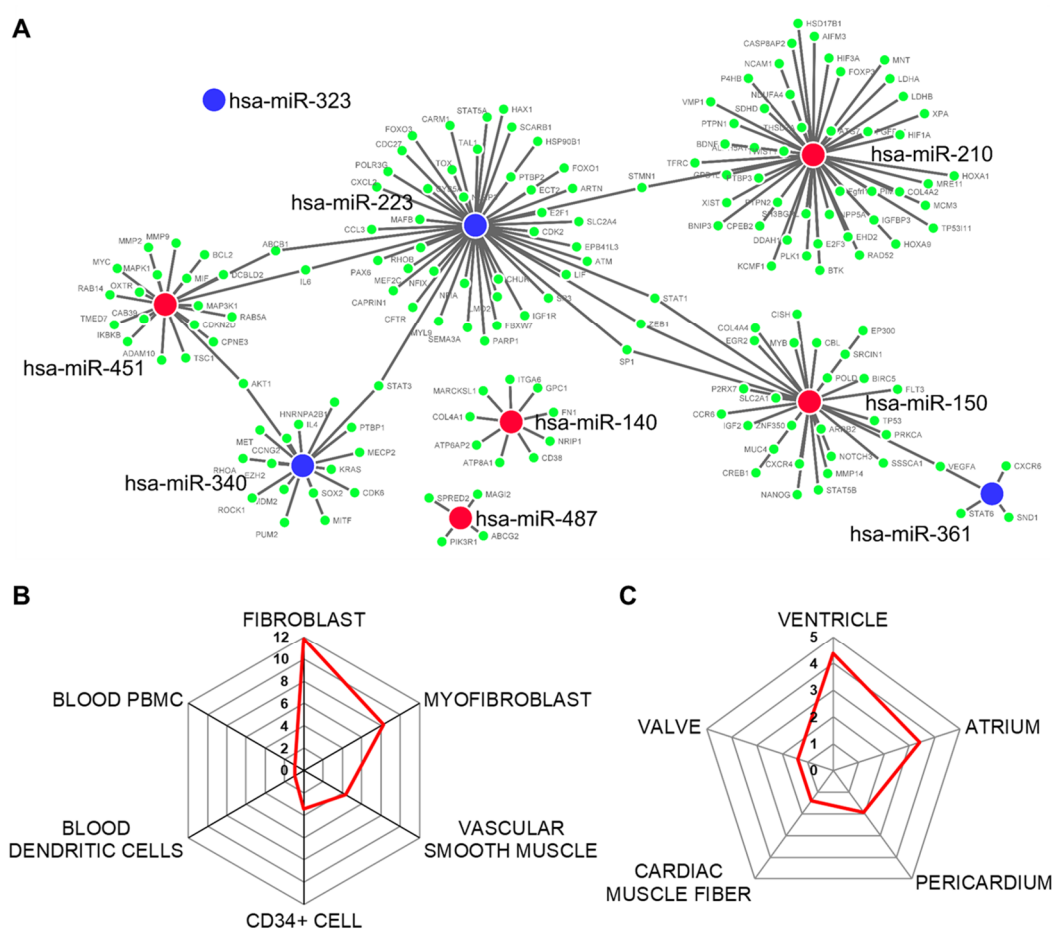 A
HSD17B1
AIFM3
CASP8AP2
HIF3A
MNT
NCAM1
FOXP3
P4HB
LDHA
NDUFA4
LDHB
VMP1
SDHD
XPA
PTPN1
HIF1A
BDNF
TFRC
hsa-miR-210
HOXA1
PTBP3
MRE11
XIST
PTPN2
COL4A2
MCM3
BNIP3
CPEB2
IGFBP3
TP53I11
DDAH1
EHD2
HOXA9
E2F3
PLK1
RAD52
KCMF1
BTK
hsa-miR-323
STAT5A
HAX1
CARM1
SCARB1
FOXO3
TAL1
HSP90B1
CDC27
TOX
POLR3G
PTBP2
FOXO1
CXCL2
ECT2
ARTN
STMN1
hsa-miR-223
MAFB
E2F1
SLC2A4
CCL3
CDK2
EPB41L3
RHOB
ATM
PAX6
LIF
MEF2C
NFIX
CHUK
CAPRIN1
NFIA
SP3
STAT1
LMO2
IGF1R
CFTR
MYL9
FBXW7
ZEB1
SEMA3A
PARP1
SP1
MMP2
MMP9
ABCB1
BCL2
MYC
MAPK1
DCBLD2
IL6
MIF
RAB14
OXTR
MAP3K1
TMED7
CAB39
RAB5A
IKBKB
CDKN2D
CPNE3
ADAM10
TSC1
hsa-miR-451
AKT1
STAT3
HNRNPA2B1
IL4
MET
PTBP1
CCNG2
MECP2
RHOA
EZH2
KRAS
hsa-miR-340
SOX2
CDK6
ROCK1
MDM2
PUM2
MITF
ITGA6
MARCKSL1
GPC1
COL4A1
FN1
hsa-miR-140
ATP6AP2
NRIP1
ATP8A1
CD38
SPRED2
MAGI2
hsa-miR-487
PIK3R1
ABCG2
CISH
COL4A4
EP300
EGR2
MYB
CBL
SRCIN1
POLD
BIRC5
P2RX7
FLT3
SLC2A1
hsa-miR-150
CCR6
TP53
IGF2
ZNF350
ARRB2
PRKCA
MUC4
NOTCH3
CREB1
CXCR4
SSSCA1
MMP14
VEGFA
CXCR6
NANOG
STAT5B
STAT6
SND1
hsa-miR-361
B
FIBROBLAST
12
10
8
6
4
2
0
MYOFIBROBLAST
VASCULAR
SMOOTH MUSCLE
CD34+ CELL
BLOOD
DENDRITIC CELLS
BLOOD PBMC
C
VENTRICLE
5
4
3
2
1
0
ATRIUM
PERICARDIUM
CARDIAC
MUSCLE FIBER
VALVE